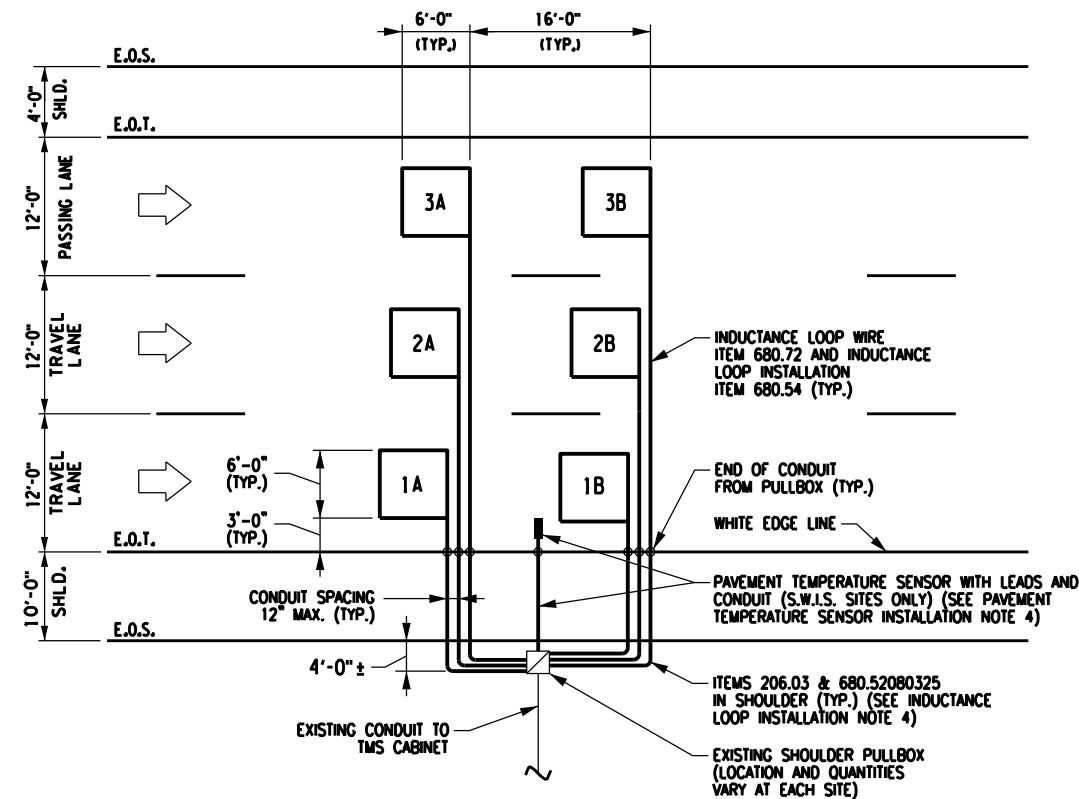 6'-0"
(TYP.)
16'-0"
(TYP.)
E.O.S.
4'-0"
SHLD.
E.O.T.
12'-0"
PASSING LANE
3A
3B
12'-0"
TRAVEL
LANE
2A
2B
INDUCTANCE LOOP WIRE
ITEM 680.72 AND INDUCTANCE
LOOP INSTALLATION
ITEM 680.54 (TYP.)
12'-0"
TRAVEL
LANE
6'-0"
(TYP.)
1A
1B
3'-0"
(TYP.)
END OF CONDUIT
FROM PULLBOX (TYP.)
WHITE EDGE LINE
E.O.T.
10'-0"
SHLD.
CONDUIT SPACING
12" MAX. (TYP.)
PAVEMENT TEMPERATURE SENSOR WITH LEADS AND
CONDUIT (S.W.I.S. SITES ONLY) (SEE PAVEMENT
TEMPERATURE SENSOR INSTALLATION NOTE 4)
E.O.S.
4'-0"±
ITEMS 206.03 & 680.52080325
IN SHOULDER (TYP.) (SEE INDUCTANCE
LOOP INSTALLATION NOTE 4)
EXISTING CONDUIT TO
TMS CABINET
EXISTING SHOULDER PULLBOX
(LOCATION AND QUANTITIES
VARY AT EACH SITE)